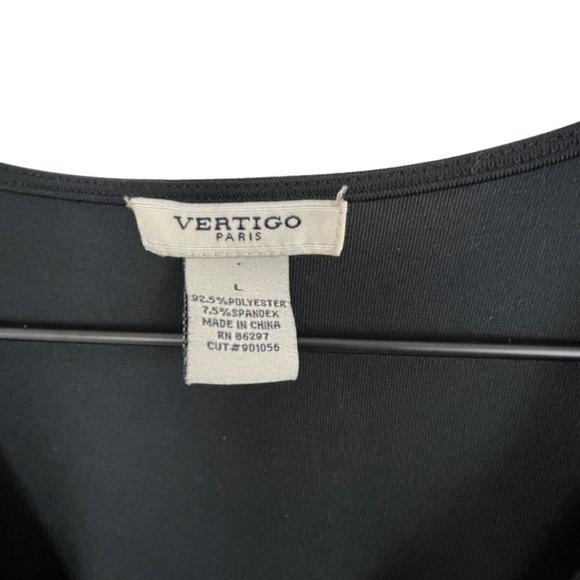 VERTIGO
PARIS
L
92.5%POLYESTER
7.5%SPANDEX
MADE IN CHINA
RN 86297
CUT#901056